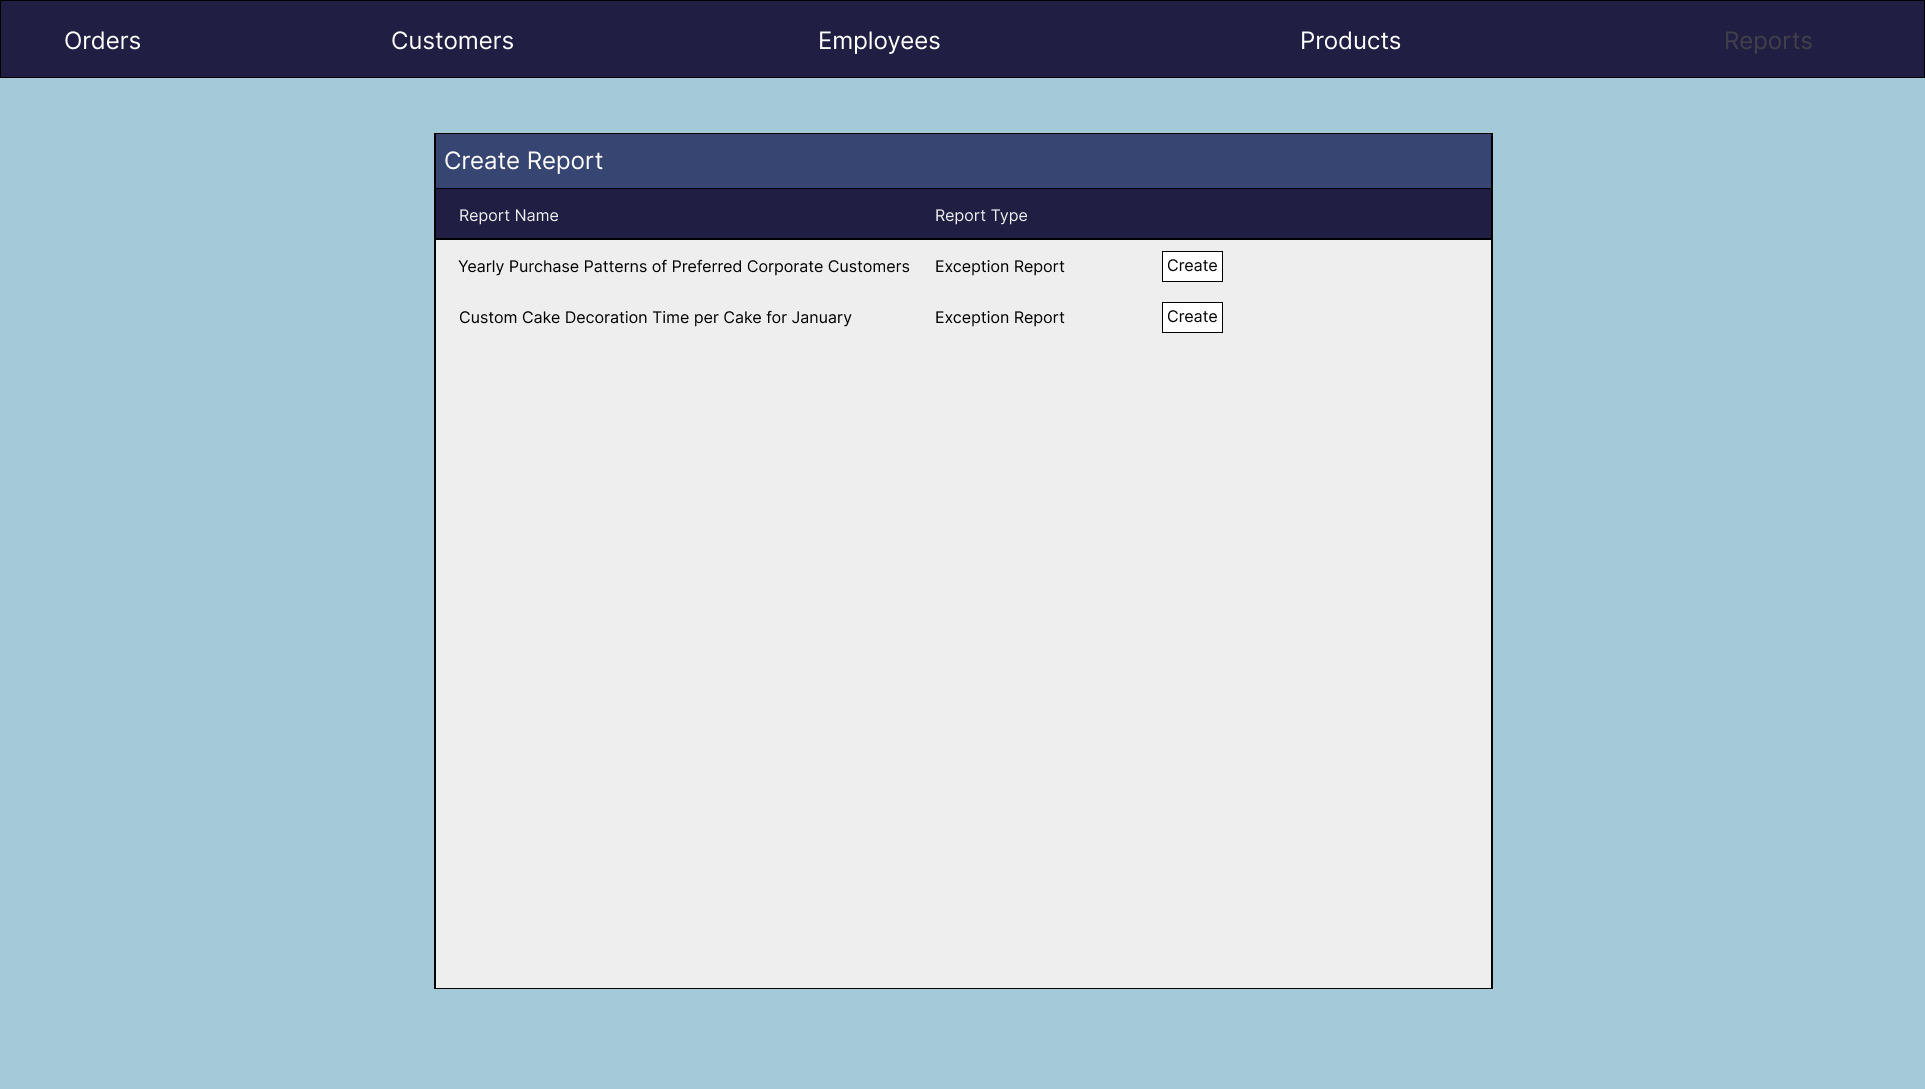 Orders Customers Employees Products Reports
Create Report
Report Name Report Type
Yearly Purchase Patterns of Preferred Corporate Customers Exception Report Create
Custom Cake Decoration Time per Cake for January Exception Report Create